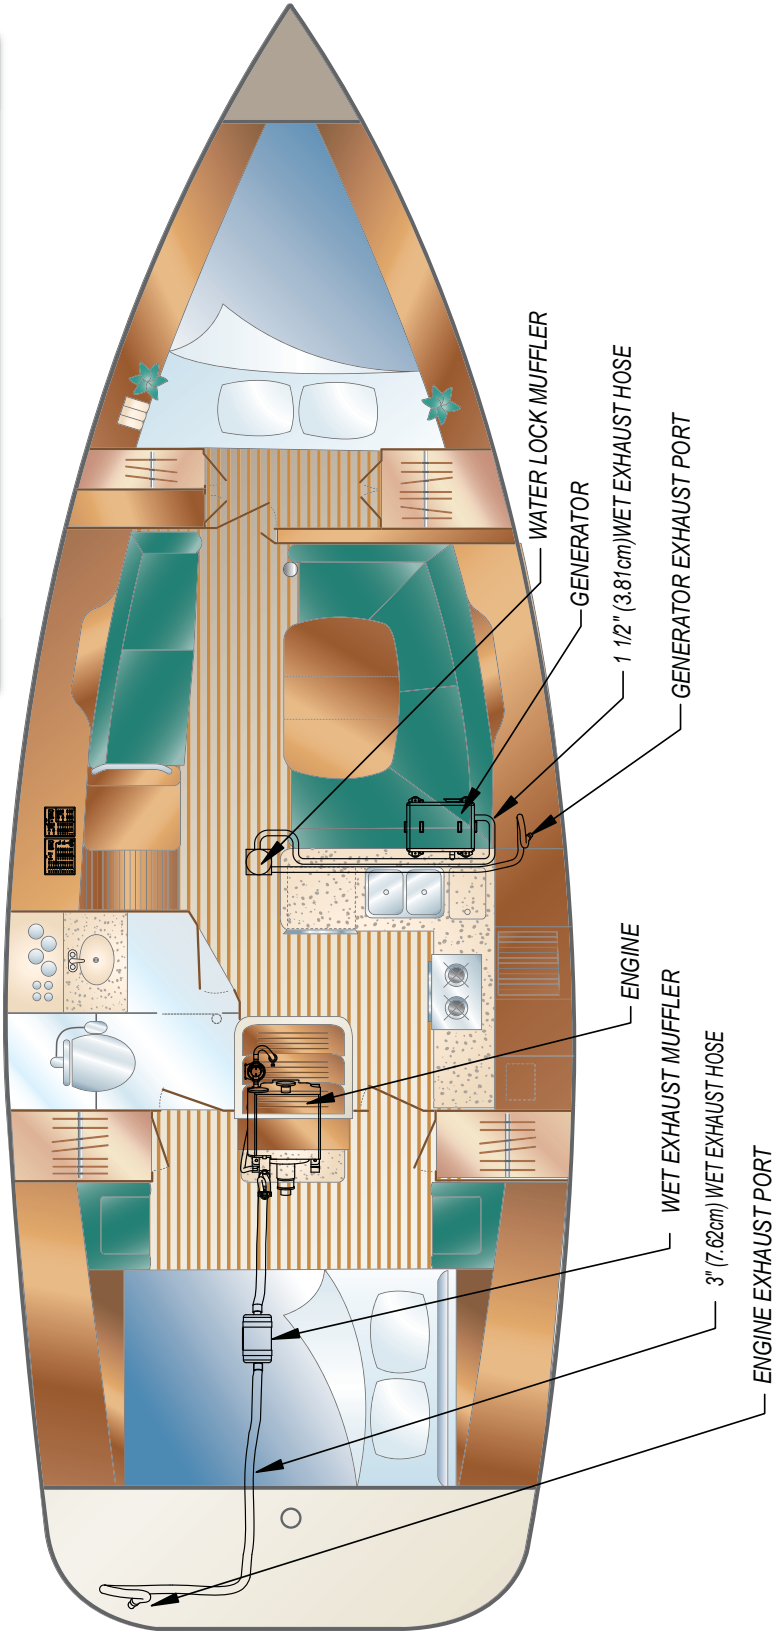 WATER LOCK MUFFLER
GENERATOR
1 1/2" (3.81cm)WET EXHAUST HOSE
GENERATOR EXHAUST PORT
ENGINE
WET EXHAUST MUFFLER
3" (7.62cm) WET EXHAUST HOSE
ENGINE EXHAUST PORT